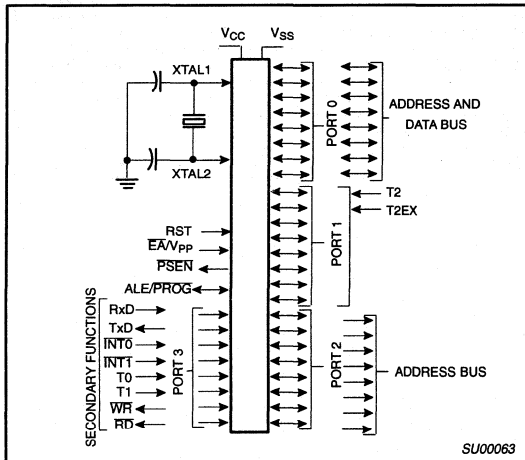 VCC VSS
XTAL1
XTAL2
PORT 0
ADDRESS AND
DATA BUS
PORT 1
T2
T2EX
RST
EA/VPP
PSEN
ALE/PROG
SECONDARY FUNCTIONS
RxD
TxD
INT0
INT1
T0
T1
WR
RD
PORT 3
PORT 2
ADDRESS BUS
SU00063